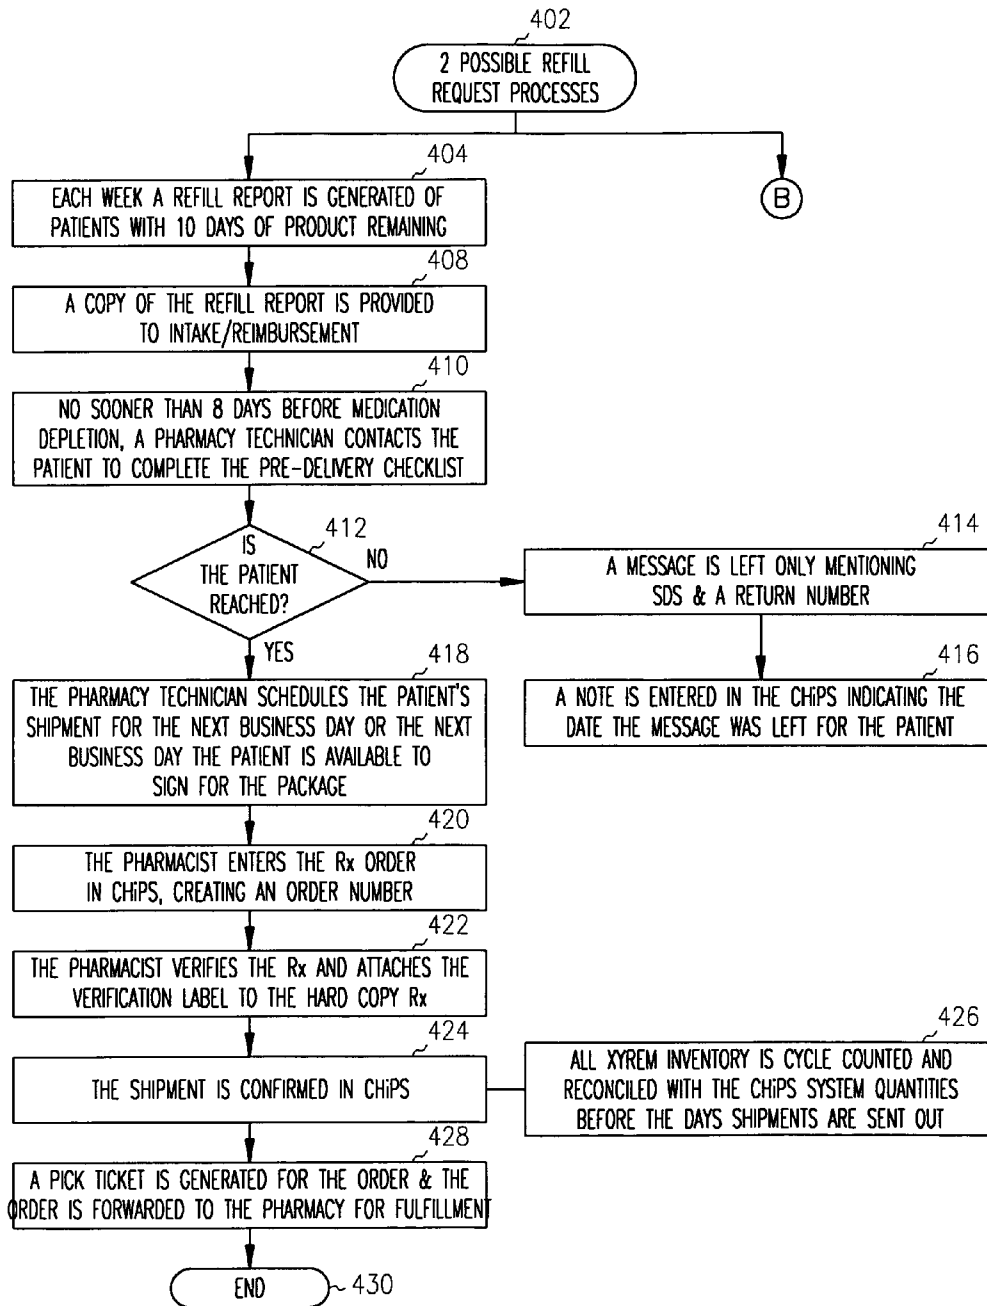 402
2 POSSIBLE REFILL
REQUEST PROCESSES
404
EACH WEEK A REFILL REPORT IS GENERATED OF
PATIENTS WITH 10 DAYS OF PRODUCT REMAINING
B
408
A COPY OF THE REFILL REPORT IS PROVIDED
TO INTAKE/REIMBURSEMENT
410
NO SOONER THAN 8 DAYS BEFORE MEDICATION
DEPLETION, A PHARMACY TECHNICIAN CONTACTS THE
PATIENT TO COMPLETE THE PRE-DELIVERY CHECKLIST
412
IS
THE PATIENT
REACHED?
NO
YES
414
A MESSAGE IS LEFT ONLY MENTIONING
SDS & A RETURN NUMBER
416
A NOTE IS ENTERED IN THE CHiPS INDICATING THE
DATE THE MESSAGE WAS LEFT FOR THE PATIENT
418
THE PHARMACY TECHNICIAN SCHEDULES THE PATIENT'S
SHIPMENT FOR THE NEXT BUSINESS DAY OR THE NEXT
BUSINESS DAY THE PATIENT IS AVAILABLE TO
SIGN FOR THE PACKAGE
420
THE PHARMACIST ENTERS THE Rx ORDER
IN CHiPS, CREATING AN ORDER NUMBER
422
THE PHARMACIST VERIFIES THE Rx AND ATTACHES THE
VERIFICATION LABEL TO THE HARD COPY Rx
424
THE SHIPMENT IS CONFIRMED IN CHiPS
426
ALL XYREM INVENTORY IS CYCLE COUNTED AND
RECONCILED WITH THE CHiPS SYSTEM QUANTITIES
BEFORE THE DAYS SHIPMENTS ARE SENT OUT
428
A PICK TICKET IS GENERATED FOR THE ORDER & THE
ORDER IS FORWARDED TO THE PHARMACY FOR FULFILLMENT
END
430